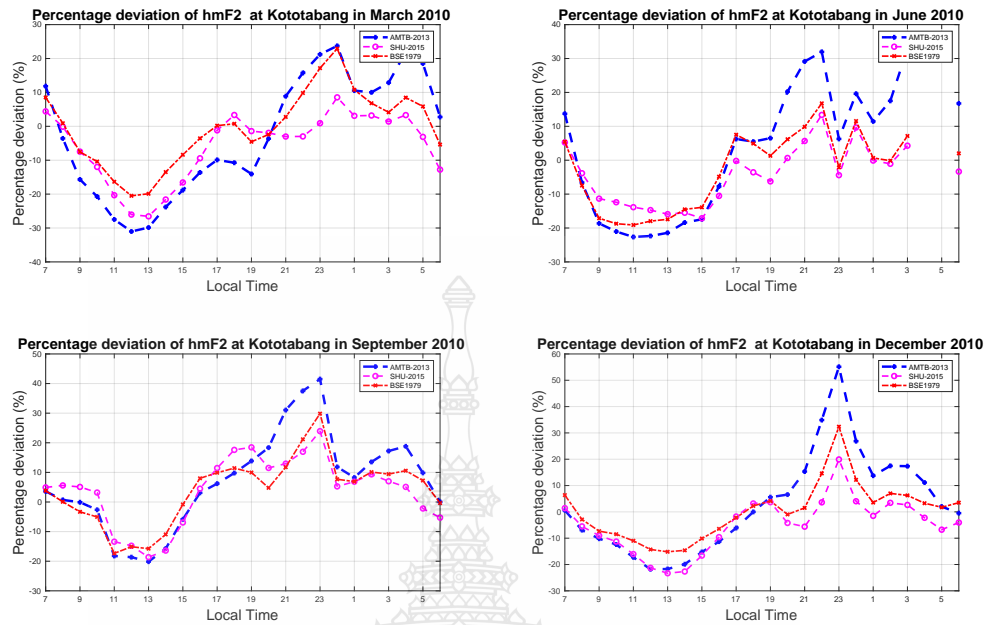 Percentage deviation of hmF2 at Kototabang in March 2010
Percentage deviation (%)
30
20
10
0
-10
-20
-30
-40
7 9 11 13 15 17 19 21 23 1 3 5
Local Time
AMTB-2013
SHU-2015
BSE1979
Percentage deviation of hmF2 at Kototabang in June 2010
Percentage deviation (%)
40
30
20
10
0
-10
-20
-30
7 9 11 13 15 17 19 21 23 1 3 5
Local Time
AMTB-2013
SHU-2015
BSE1979
Percentage deviation of hmF2 at Kototabang in September 2010
Percentage deviation (%)
50
40
30
20
10
0
-10
-20
-30
7 9 11 13 15 17 19 21 23 1 3 5
Local Time
AMTB-2013
SHU-2015
BSE1979
Percentage deviation of hmF2 at Kototabang in December 2010
Percentage deviation (%)
60
50
40
30
20
10
0
-10
-20
-30
7 9 11 13 15 17 19 21 23 1 3 5
Local Time
AMTB-2013
SHU-2015
BSE1979